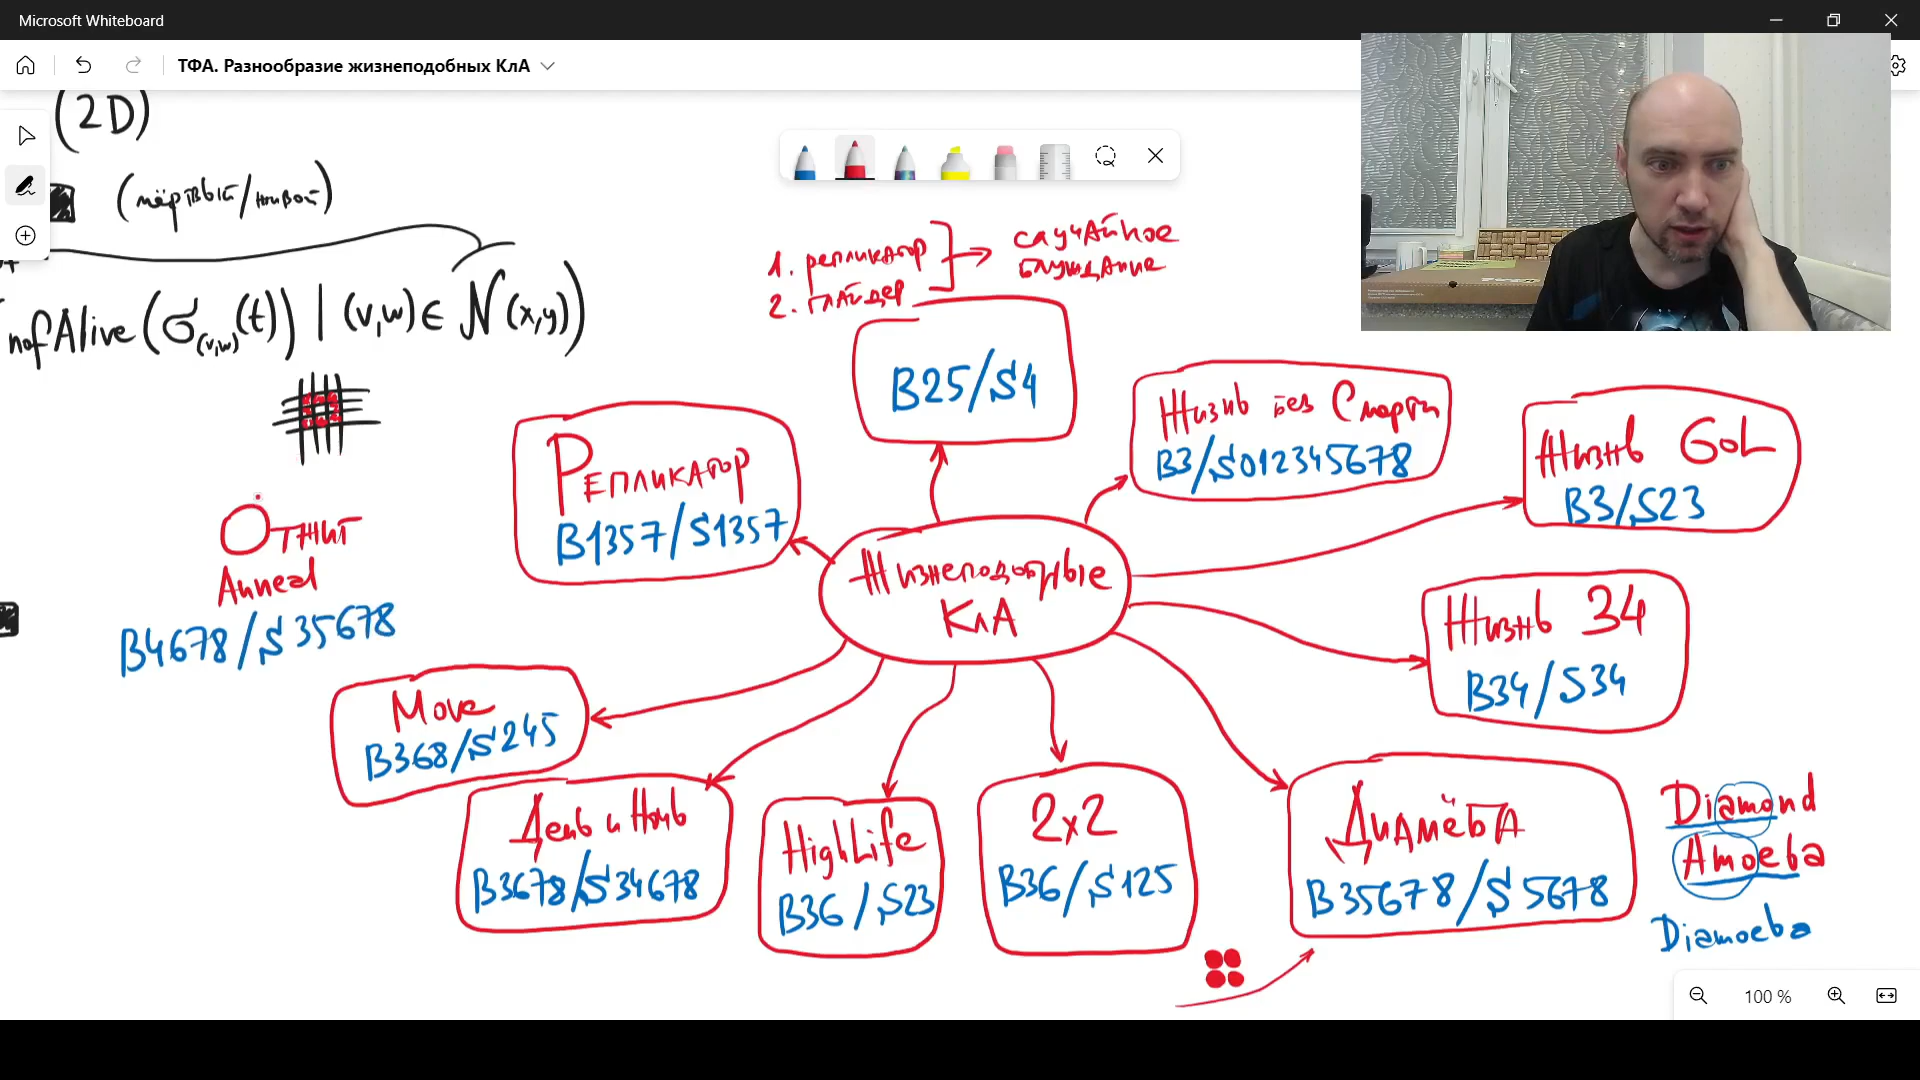 Microsoft Whiteboard
ТФА. Разнообразие жизнеподобных КлА
(2D)
(мёртвый/живой)
nofAlive(σ(v,w)(t)) | (v,w)∈ N(x,y))
1. репликатор
2. глайдер
случайное
блуждание
B25/S4
Жизнь без Смерти
B3/S012345678
Жизнь GoL
B3/S23
Репликатор
B1357/S1357
Отжиг
Anneal
B4678/S35678
Жизнеподобные
КлА
Жизнь 34
B34/S34
Move
B368/S245
День и Ночь
B3678/S34678
HighLife
B36/S23
2x2
B36/S125
Диамёба
B35678/S5678
Diamond
Amoeba
Diamoeba
100 %